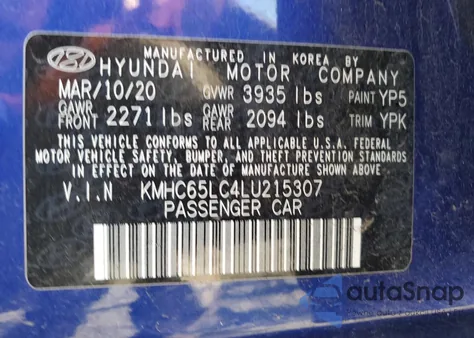 MANUFACTURED IN KOREA BY
HYUNDAI MOTOR COMPANY
MAR/10/20 GVWR 3935 lbs PAINT YP5
GAWR FRONT 2271 lbs GAWR REAR 2094 lbs TRIM YPK
THIS VEHICLE CONFORMS TO ALL APPLICABLE U.S. FEDERAL
MOTOR VEHICLE SAFETY, BUMPER, AND THEFT PREVENTION STANDARDS
IN EFFECT ON THE DATE OF MANUFACTURE SHOWN ABOVE.
V.I.N KMHC65LC4LU215307
PASSENGER CAR
autoSnap